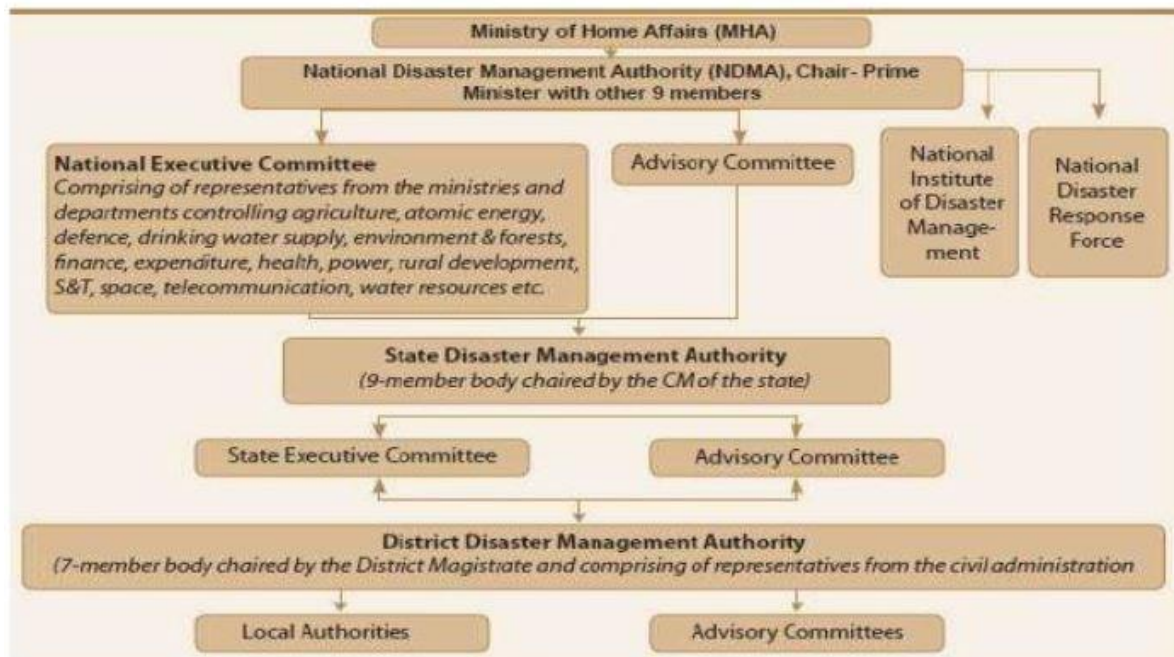 Ministry of Home Affairs (MHA)
National Disaster Management Authority (NDMA), Chair- Prime
Minister with other 9 members
National Executive Committee
Comprising of representatives from the ministries and
departments controlling agriculture, atomic energy,
defence, drinking water supply, environment & forests,
finance, expenditure, health, power, rural development,
S&T, space, telecommunication, water resources etc.
Advisory Committee
National
Institute
of Disaster
Manage-
ment
National
Disaster
Response
Force
State Disaster Management Authority
(9-member body chaired by the CM of the state)
State Executive Committee
Advisory Committee
District Disaster Management Authority
(7-member body chaired by the District Magistrate and comprising of representatives from the civil administration
Local Authorities
Advisory Committees